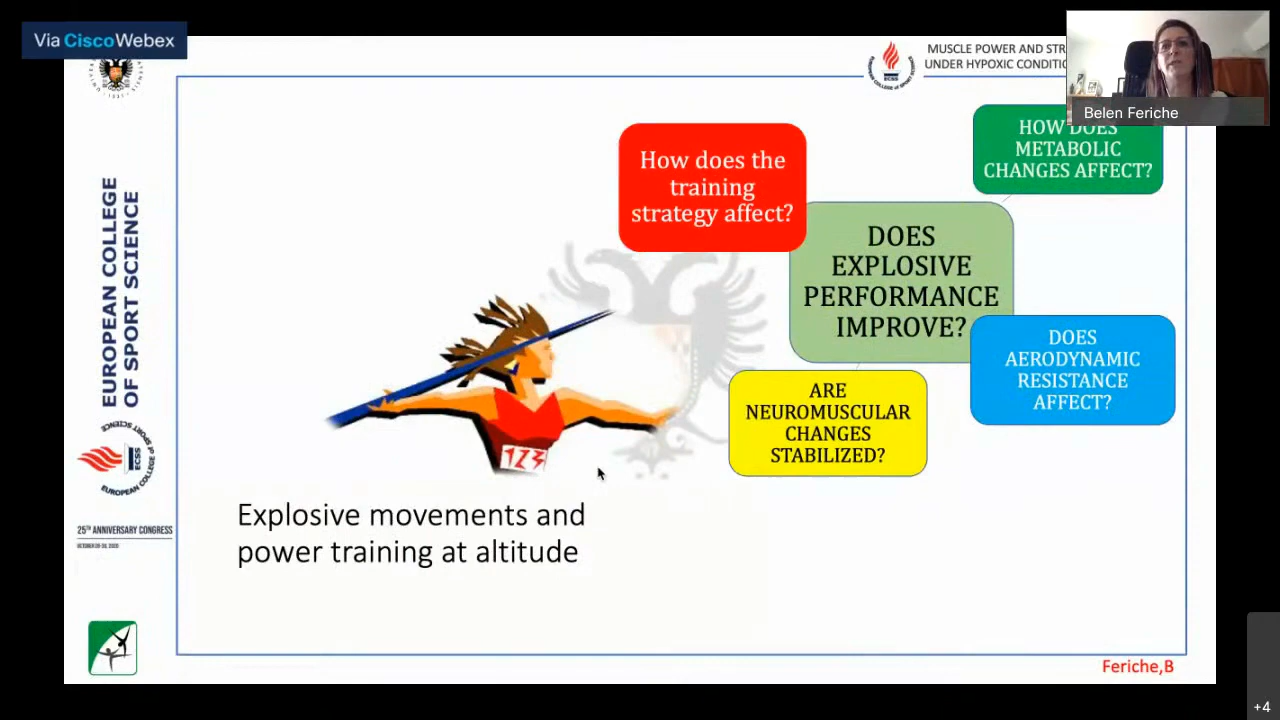 Via Cisco Webex
MUSCLE POWER AND STR
UNDER HYPOXIC CONDITIO
Belen Feriche
HOW DOES
METABOLIC
CHANGES AFFECT?
How does the
training
strategy affect?
DOES
EXPLOSIVE
PERFORMANCE
IMPROVE?
DOES
AERODYNAMIC
RESISTANCE
AFFECT?
ARE
NEUROMUSCULAR
CHANGES
STABILIZED?
EUROPEAN COLLEGE
OF SPORT SCIENCE
ECSS
EUROPEAN COLLEGE of SPORT SCIENCE
25TH ANNIVERSARY CONGRESS
123
Explosive movements and
power training at altitude
Feriche,B
+4